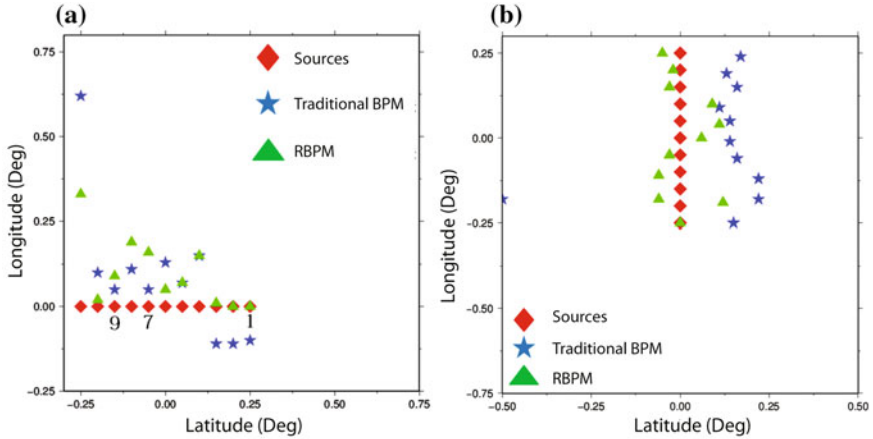 (a)
0.75
0.50
0.25
0.00
−0.25
Longitude (Deg)
Sources
Traditional BPM
RBPM
9 7 1
−0.25 0.00 0.25 0.50 0.75
Latitude (Deg)
(b)
0.25
0.00
−0.25
−0.50
−0.75
Longitude (Deg)
Sources
Traditional BPM
RBPM
−0.50 0.00 0.25 0.50
Latitude (Deg)